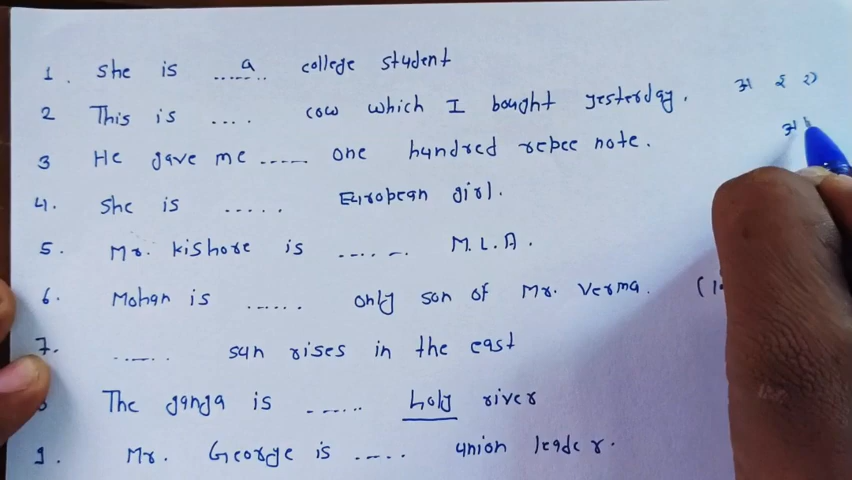 1. She is ...a... college student
2 This is .... cow which I bought yesterday.
3 He gave me ..... one hundred rupee note.
4. She is ..... European girl.
5. Mr. Kishore is ..... M.L.A.
6. Mohan is ...... only son of Mr. Verma.
7. ...... sun rises in the east
8 The ganga is ...... holy river
9. Mr. George is ..... union leader.
अ इ ए
अ